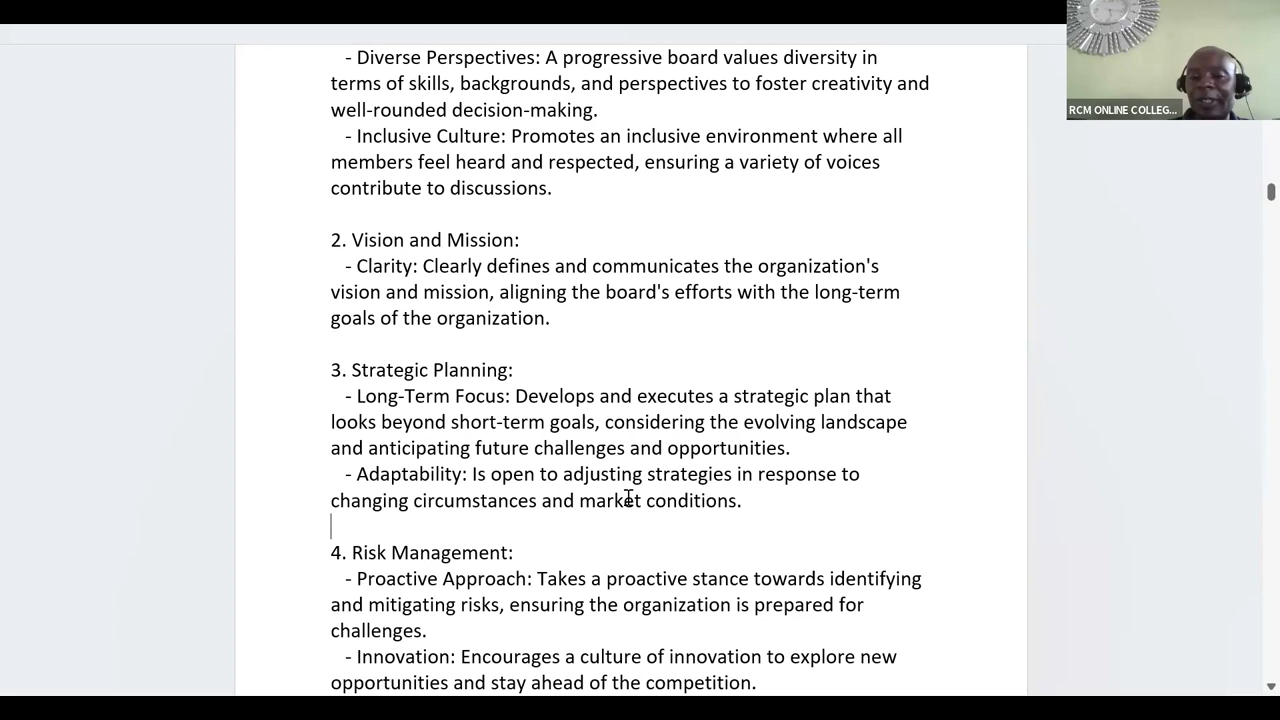 - Diverse Perspectives: A progressive board values diversity in
terms of skills, backgrounds, and perspectives to foster creativity and
well-rounded decision-making.
- Inclusive Culture: Promotes an inclusive environment where all
members feel heard and respected, ensuring a variety of voices
contribute to discussions.
2. Vision and Mission:
- Clarity: Clearly defines and communicates the organization's
vision and mission, aligning the board's efforts with the long-term
goals of the organization.
3. Strategic Planning:
- Long-Term Focus: Develops and executes a strategic plan that
looks beyond short-term goals, considering the evolving landscape
and anticipating future challenges and opportunities.
- Adaptability: Is open to adjusting strategies in response to
changing circumstances and market conditions.
4. Risk Management:
- Proactive Approach: Takes a proactive stance towards identifying
and mitigating risks, ensuring the organization is prepared for
challenges.
- Innovation: Encourages a culture of innovation to explore new
opportunities and stay ahead of the competition.
RCM ONLINE COLLEG...